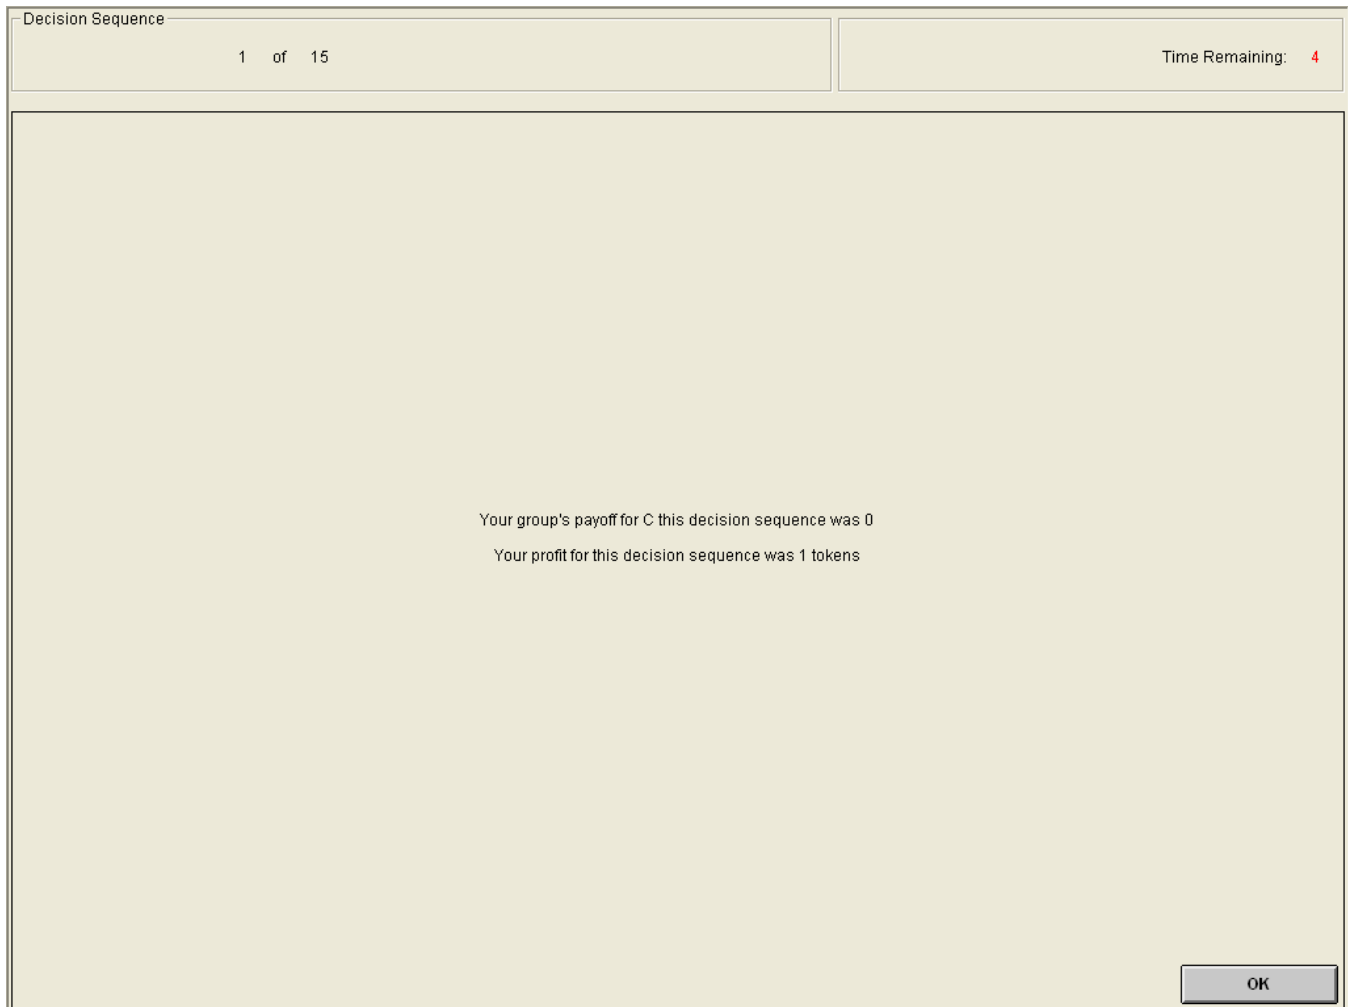 Decision Sequence
1 of 15
Time Remaining: 4
Your group's payoff for C this decision sequence was 0
Your profit for this decision sequence was 1 tokens
OK